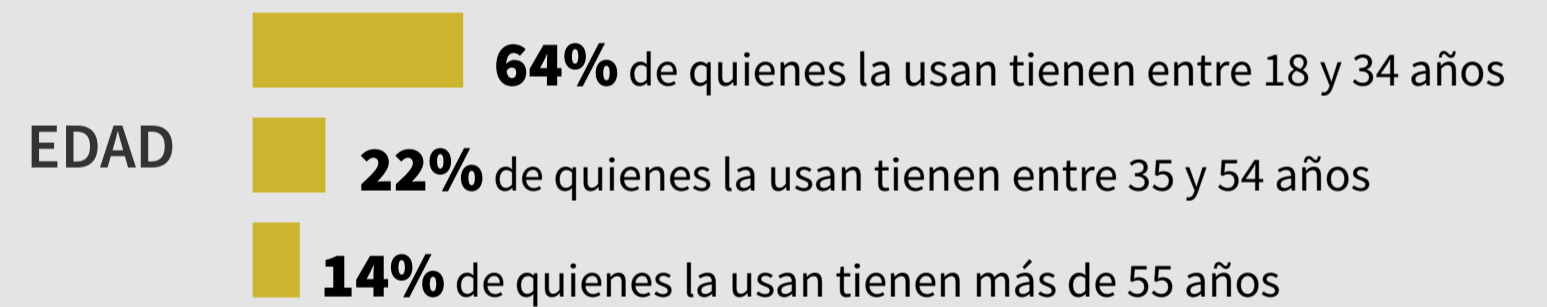 64% de quienes la usan tienen entre 18 y 34 años
EDAD
22% de quienes la usan tienen entre 35 y 54 años
14% de quienes la usan tienen más de 55 años